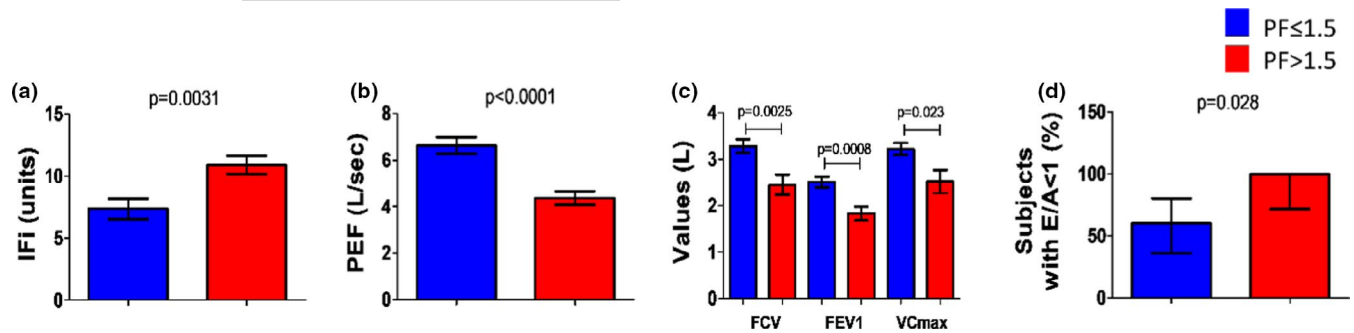 PF≤1.5
PF>1.5
(a)
p=0.0031
IFi (units)
15
10
5
0
(b)
p<0.0001
PEF (L/sec)
8
6
4
2
0
(c)
p=0.0025
p=0.0008
p=0.023
Values (L)
4
3
2
1
0
FCV
FEV1
VCmax
(d)
p=0.028
Subjects
with E/A<1 (%)
150
100
50
0